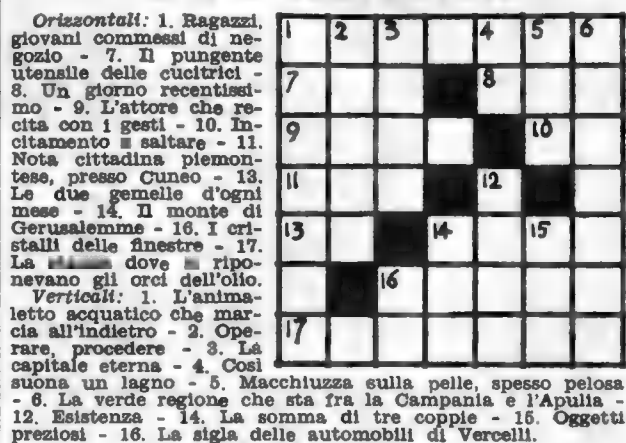 Orizzontali: 1. Ragazzi,
giovani commessi di ne-
gozio - 7. Il pungente
utensile delle cucitrici -
8. Un giorno recentissi-
mo - 9. L'attore che re-
cita con i gesti - 10. In-
citamento saltare - 11.
Nota cittadina piemon-
tese, presso Cuneo - 13.
Le due gemelle d'ogni
mese - 14. Il monte di
Gerusalemme - 16. I cri-
stalli delle finestre - 17.
La dove ripo-
nevano gli orci dell'olio.
Verticali: 1. L'anima-
letto acquatico che mar-
cia all'indietro - 2. Ope-
rare, procedere - 3. La
capitale eterna - 4. Così
suona un lagno - 5. Macchiuzza sulla pelle, spesso pelosa
- 6. La verde regione che sta fra la Campania e l'Apulia -
12. Esistenza - 14. La somma di tre coppie - 15. Oggetti
preziosi - 16. La sigla delle automobili di Vercelli.
1 2 3 4 5 6
7 8
9 10
11 12
13 14 15
16
17